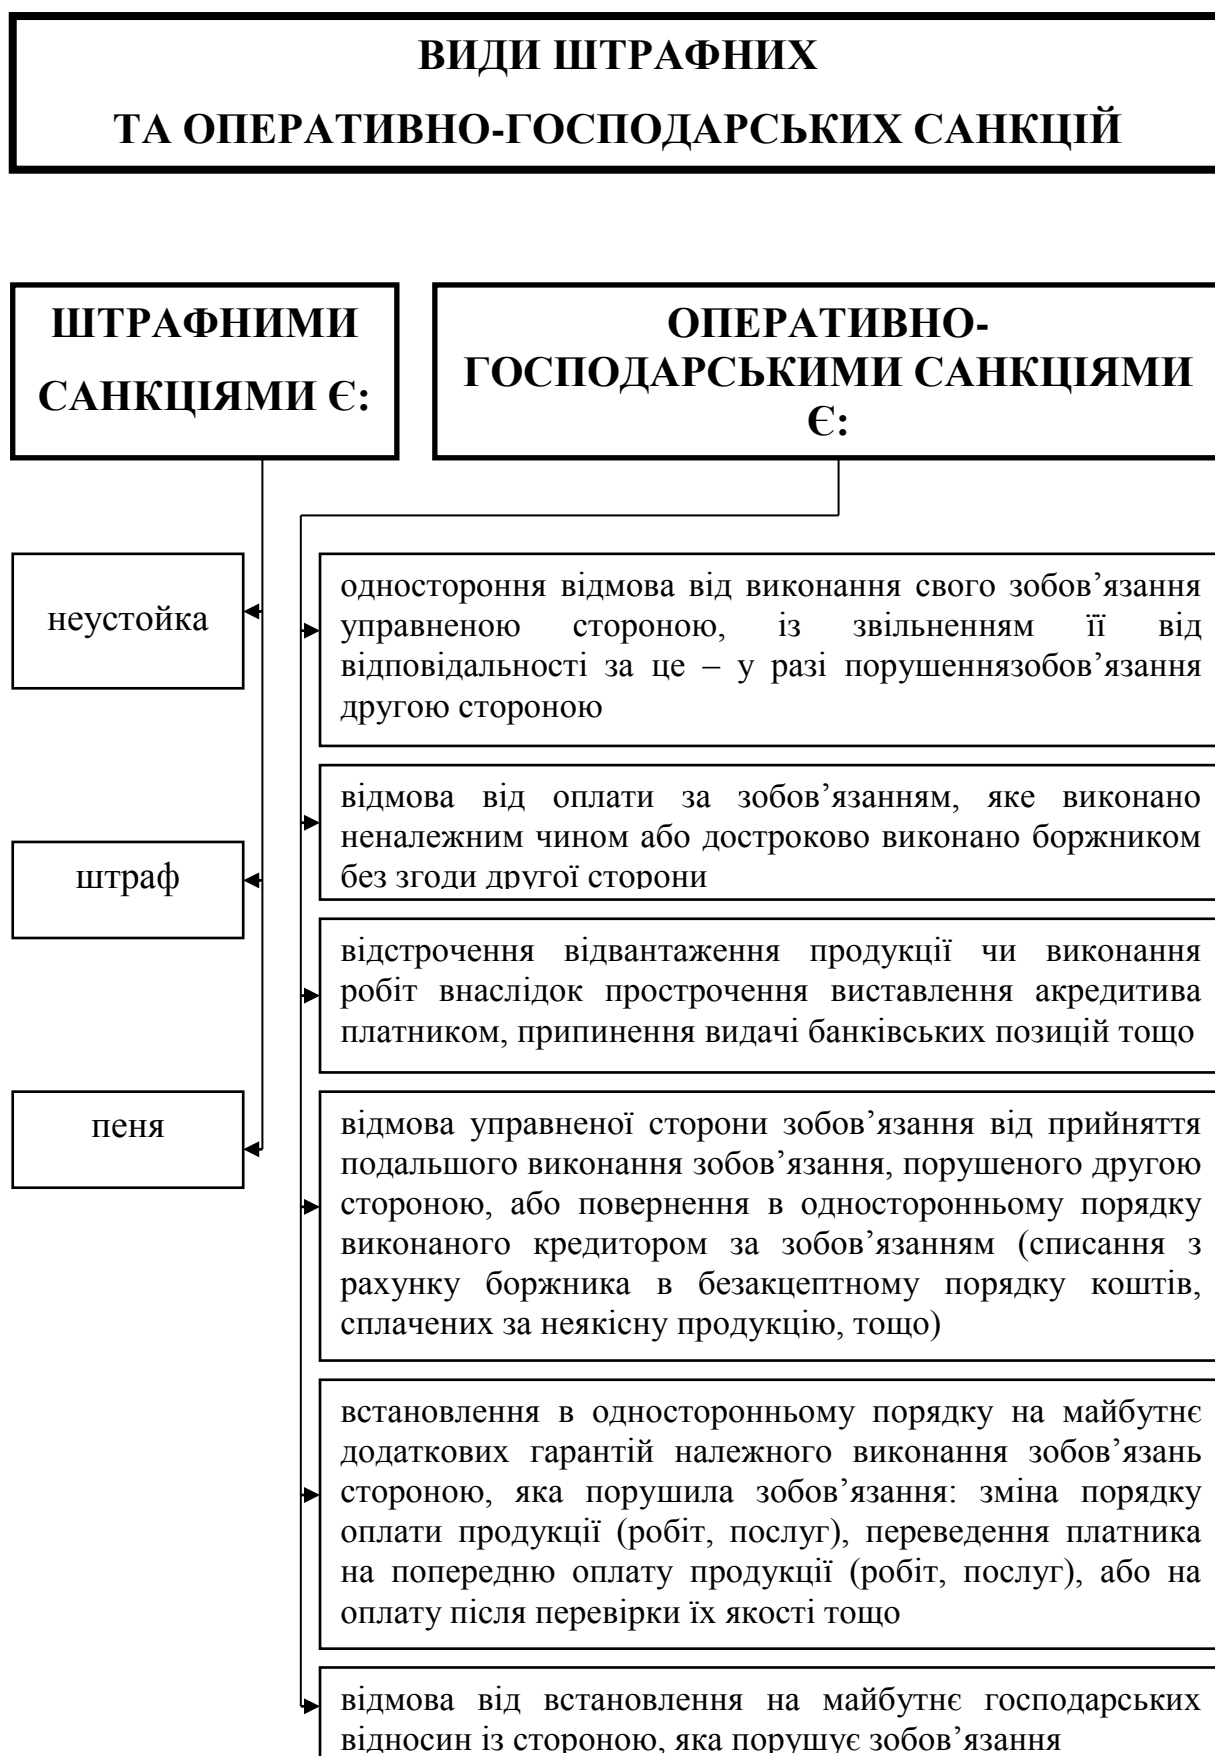 ВИДИ ШТРАФНИХ
ТА ОПЕРАТИВНО-ГОСПОДАРСЬКИХ САНКЦІЙ
ШТРАФНИМИ
САНКЦІЯМИ Є:
ОПЕРАТИВНО-
ГОСПОДАРСЬКИМИ САНКЦІЯМИ
Є:
неустойка
штраф
пеня
одностороння відмова від виконання свого зобов’язання
управненою стороною, із звільненням її від
відповідальності за це – у разі порушеннязобов’язання
другою стороною
відмова від оплати за зобов’язанням, яке виконано
неналежним чином або достроково виконано боржником
без згоди другої сторони
відстрочення відвантаження продукції чи виконання
робіт внаслідок прострочення виставлення акредитива
платником, припинення видачі банківських позицій тощо
відмова управненої сторони зобов’язання від прийняття
подальшого виконання зобов’язання, порушеного другою
стороною, або повернення в односторонньому порядку
виконаного кредитором за зобов’язанням (списання з
рахунку боржника в безакцептному порядку коштів,
сплачених за неякісну продукцію, тощо)
встановлення в односторонньому порядку на майбутнє
додаткових гарантій належного виконання зобов’язань
стороною, яка порушила зобов’язання: зміна порядку
оплати продукції (робіт, послуг), переведення платника
на попередню оплату продукції (робіт, послуг), або на
оплату після перевірки їх якості тощо
відмова від встановлення на майбутнє господарських
відносин із стороною, яка порушує зобов’язання